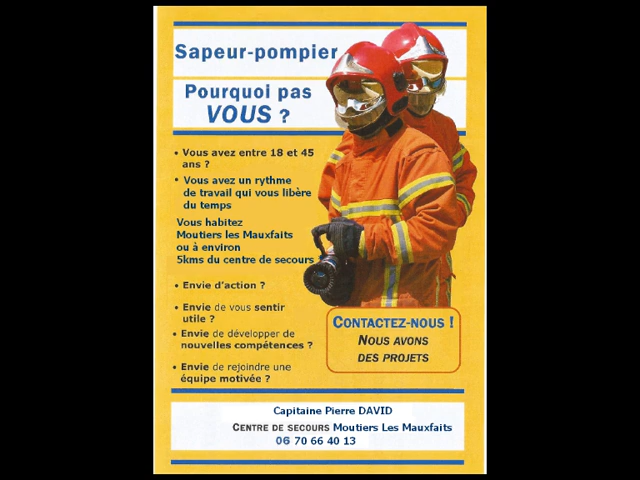 Sapeur-pompier
Pourquoi pas
VOUS ?
• Vous avez entre 18 et 45
ans ?
• Vous avez un rythme
de travail qui vous libère
du temps
Vous habitez
Moutiers les Mauxfaits
ou à environ
5kms du centre de secours
• Envie d'action ?
• Envie de vous sentir
utile ?
• Envie de développer de
nouvelles compétences ?
• Envie de rejoindre une
équipe motivée ?
CONTACTEZ-NOUS !
NOUS AVONS
DES PROJETS
Capitaine Pierre DAVID
CENTRE DE SECOURS Moutiers Les Mauxfaits
06 70 66 40 13